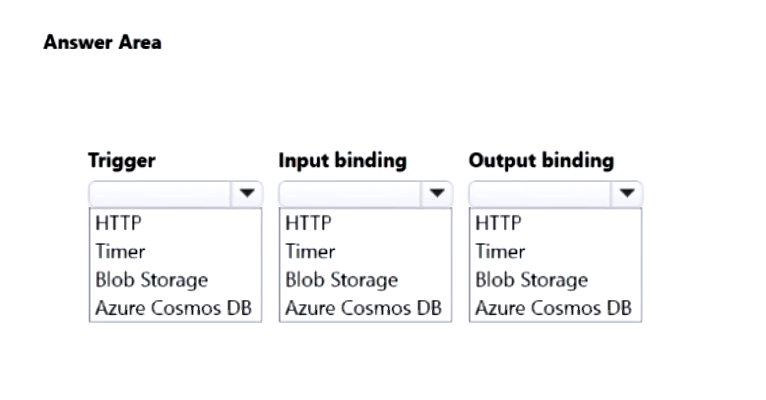 Answer Area
Trigger Input binding Output binding
HTTP HTTP HTTP
Timer Timer Timer
Blob Storage Blob Storage Blob Storage
Azure Cosmos DB Azure Cosmos DB Azure Cosmos DB